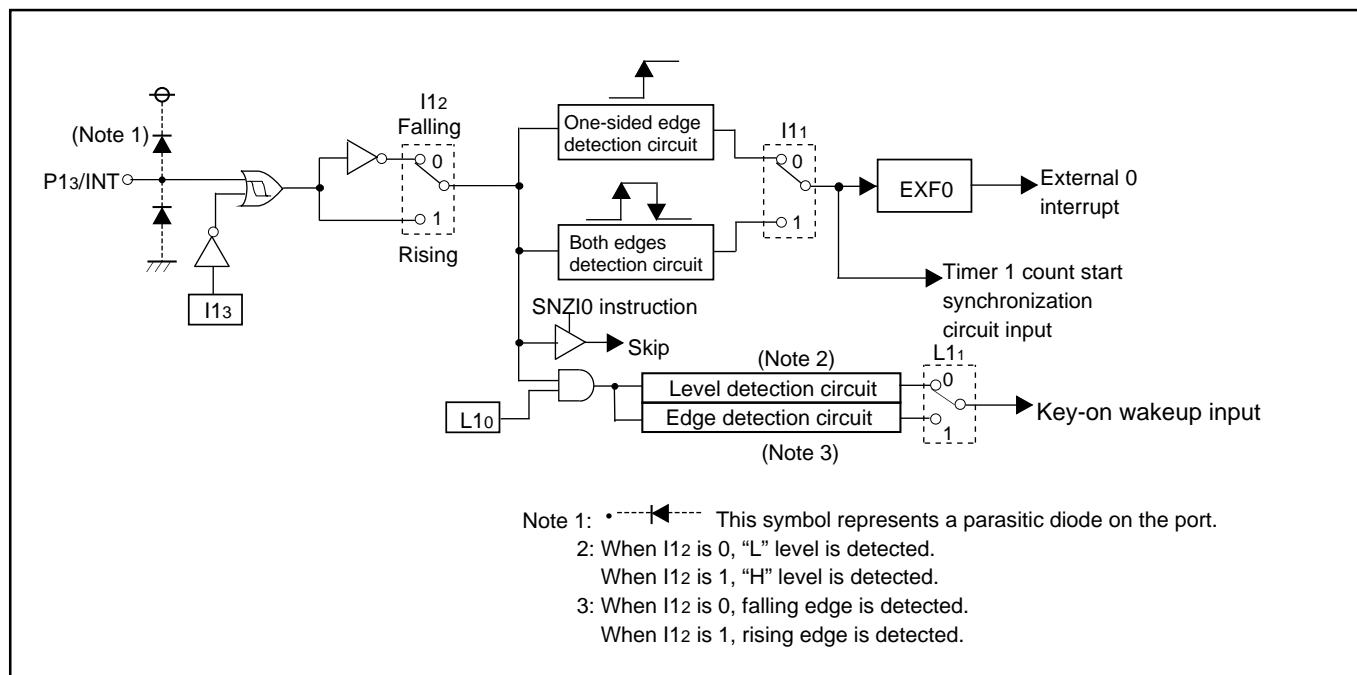 (Note 1)
P13/INT
I13
I12
Falling
0
1
Rising
One-sided edge
detection circuit
Both edges
detection circuit
I11
0
1
EXF0
External 0
interrupt
Timer 1 count start
synchronization
circuit input
SNZI0 instruction
Skip
L10
(Note 2)
Level detection circuit
Edge detection circuit
(Note 3)
L11
0
1
Key-on wakeup input
Note 1: This symbol represents a parasitic diode on the port.
2: When I12 is 0, “L” level is detected.
When I12 is 1, “H” level is detected.
3: When I12 is 0, falling edge is detected.
When I12 is 1, rising edge is detected.